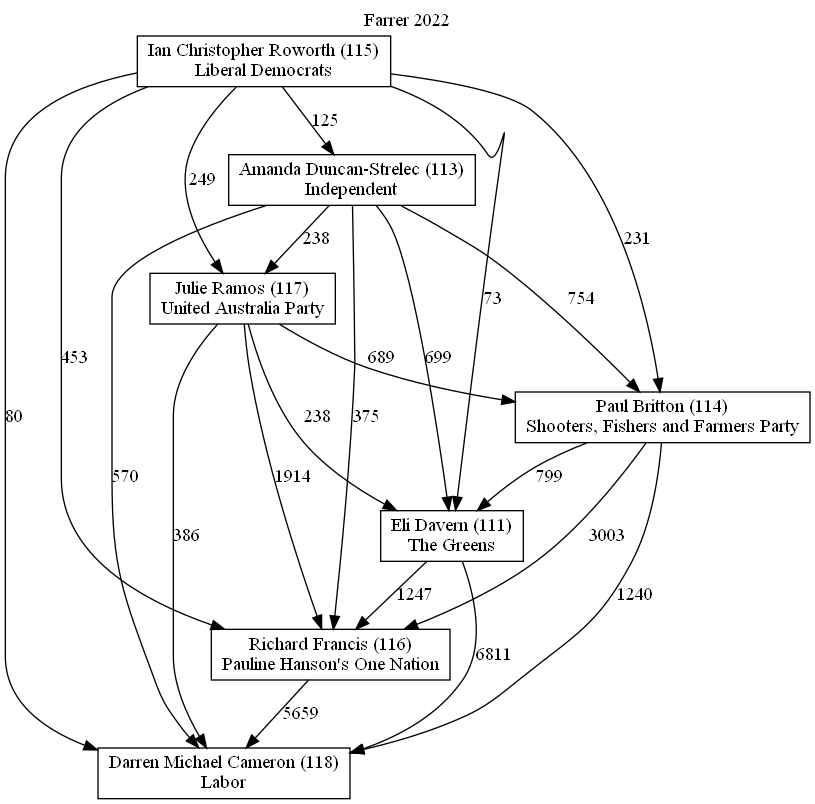 Farrer 2022
Ian Christopher Roworth (115)
Liberal Democrats
125
Amanda Duncan-Strelec (113)
Independent
249
238
231
Julie Ramos (117)
United Australia Party
73
754
453
689
699
80
238
375
Paul Britton (114)
Shooters, Fishers and Farmers Party
570
1914
799
386
Eli Davern (111)
The Greens
3003
1247
1240
Richard Francis (116)
Pauline Hanson's One Nation
6811
5659
Darren Michael Cameron (118)
Labor